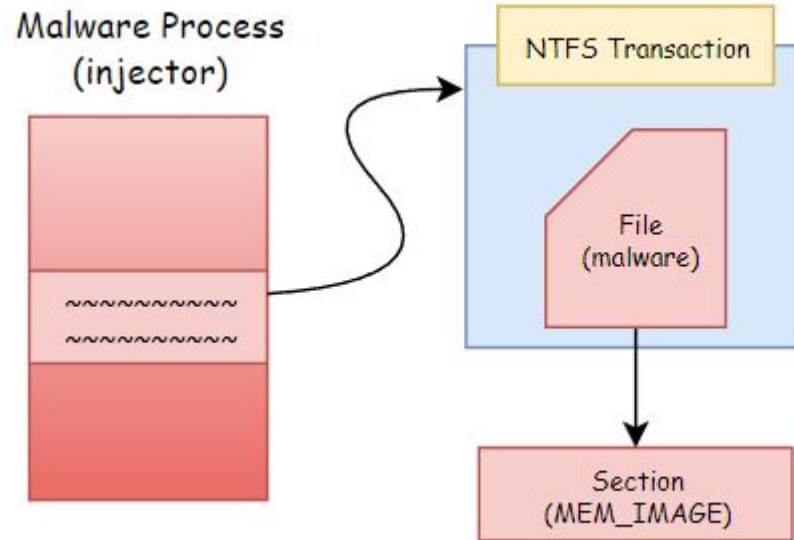 Malware Process
(injector)
NTFS Transaction
File
(malware)
~~~~~~~~~~
~~~~~~~~~~
Section
(MEM_IMAGE)